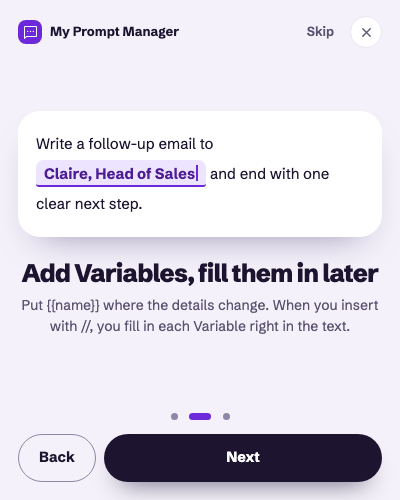 My Prompt Manager
Skip
Write a follow-up email to
Claire, Head of Sales and end with one
clear next step.
Add Variables, fill them in later
Put {{name}} where the details change. When you insert
with //, you fill in each Variable right in the text.
Back
Next